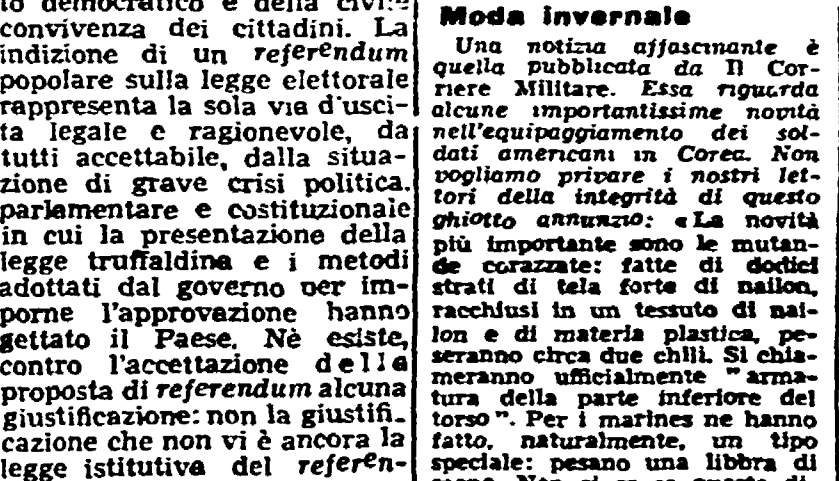 to democratico e della civile
convivenza dei cittadini. La
indizione di un referendum
popolare sulla legge elettorale
rappresenta la sola via d'usci-
ta legale e ragionevole, da
tutti accettabile, dalla situa-
zione di grave crisi politica,
parlamentare e costituzionale
in cui la presentazione della
legge truffaldina e i metodi
adottati dal governo per im-
porne l'approvazione hanno
gettato il Paese. Nè esiste,
contro l'accettazione della
proposta di referendum alcuna
giustificazione: non la giustifi-
cazione che non vi è ancora la
legge istitutiva del referen-
Moda invernale
Una notizia affascinante è
quella pubblicata da Il Cor-
riere Militare. Essa riguarda
alcune importantissime novità
nell'equipaggiamento dei sol-
dati americani in Corea. Non
vogliamo privare i nostri let-
tori della integrità di questo
ghiotto annunzio: «La novità
più importante sono le mutan-
de corazzate: fatte di dodici
strati di tela forte di nailon,
racchiusi in un tessuto di nai-
lon e di materia plastica, pe-
seranno circa due chili. Si chia-
meranno ufficialmente "arma-
tura della parte inferiore del
torso". Per i marines ne hanno
fatto, naturalmente, un tipo
speciale: pesano una libbra di